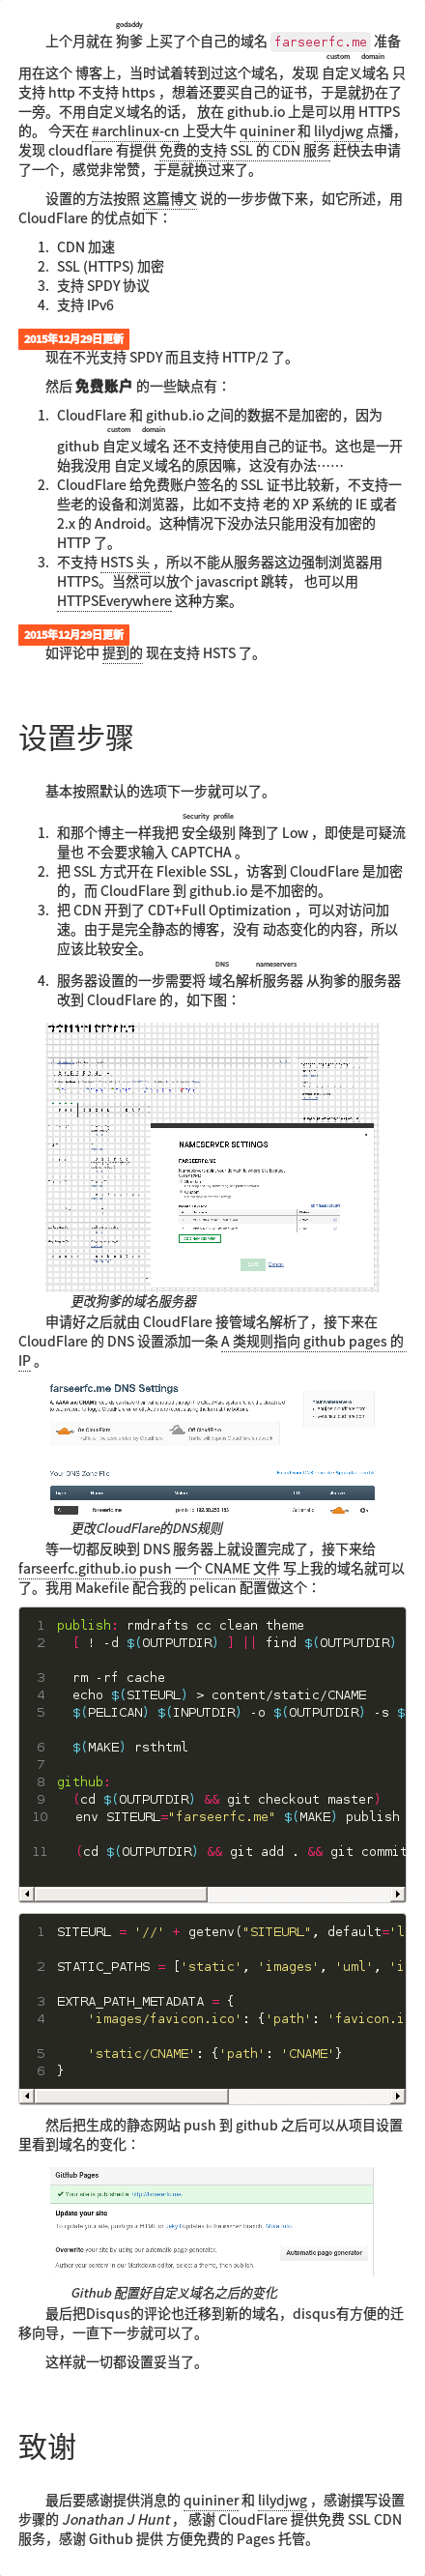 godaddy
上个月就在 狗爹 上买了个自己的域名 farseerfc.me 准备
custom domain
用在这个 博客上，当时试着转到过这个域名，发现 自定义域名 只
支持 http 不支持 https ，想着还要买自己的证书，于是就扔在了
一旁。不用自定义域名的话， 放在 github.io 上是可以用 HTTPS
的。 今天在 #archlinux-cn 上受大牛 quininer 和 lilydjwg 点播，
发现 cloudflare 有提供 免费的支持 SSL 的 CDN 服务 赶快去申请
了一个，感觉非常赞，于是就换过来了。
设置的方法按照 这篇博文 说的一步步做下来，如它所述，用
CloudFlare 的优点如下：
1. CDN 加速
2. SSL (HTTPS) 加密
3. 支持 SPDY 协议
4. 支持 IPv6
2015年12月29日更新
现在不光支持 SPDY 而且支持 HTTP/2 了。
然后 免费账户 的一些缺点有：
1. CloudFlare 和 github.io 之间的数据不是加密的，因为
custom domain
github 自定义域名 还不支持使用自己的证书。这也是一开
始我没用 自定义域名的原因嘛，这没有办法……
2. CloudFlare 给免费账户签名的 SSL 证书比较新，不支持一
些老的设备和浏览器，比如不支持 老的 XP 系统的 IE 或者
2.x 的 Android。这种情况下没办法只能用没有加密的
HTTP 了。
3. 不支持 HSTS 头 ，所以不能从服务器这边强制浏览器用
HTTPS。当然可以放个 javascript 跳转， 也可以用
HTTPSEverywhere 这种方案。
2015年12月29日更新
如评论中 提到的 现在支持 HSTS 了。
设置步骤
基本按照默认的选项下一步就可以了。
Security profile
1. 和那个博主一样我把 安全级别 降到了 Low ，即使是可疑流
量也 不会要求输入 CAPTCHA 。
2. 把 SSL 方式开在 Flexible SSL，访客到 CloudFlare 是加密
的，而 CloudFlare 到 github.io 是不加密的。
3. 把 CDN 开到了 CDT+Full Optimization ，可以对访问加
速。由于是完全静态的博客，没有 动态变化的内容，所以
应该比较安全。
DNS nameservers
4. 服务器设置的一步需要将 域名解析服务器 从狗爹的服务器
改到 CloudFlare 的，如下图：
NAMESERVER SETTINGS
FARSEERFC.ME
更改狗爹的域名服务器
申请好之后就由 CloudFlare 接管域名解析了，接下来在
CloudFlare 的 DNS 设置添加一条 A 类规则指向 github pages 的
IP 。
farseerfc.me DNS Settings
Your DNS Zone File
更改CloudFlare的DNS规则
等一切都反映到 DNS 服务器上就设置完成了，接下来给
farseerfc.github.io push 一个 CNAME 文件 写上我的域名就可以
了。我用 Makefile 配合我的 pelican 配置做这个：
1 publish: rmdrafts cc clean theme
2 [ ! -d $(OUTPUTDIR) ] || find $(OUTPUTDIR)
3 rm -rf cache
4 echo $(SITEURL) > content/static/CNAME
5 $(PELICAN) $(INPUTDIR) -o $(OUTPUTDIR) -s $
6 $(MAKE) rsthtml
7
8 github:
9 (cd $(OUTPUTDIR) && git checkout master)
10 env SITEURL="farseerfc.me" $(MAKE) publish
11 (cd $(OUTPUTDIR) && git add . && git commit
1 SITEURL = '//' + getenv("SITEURL", default='l
2 STATIC_PATHS = ['static', 'images', 'uml', 'i
3 EXTRA_PATH_METADATA = {
4 'images/favicon.ico': {'path': 'favicon.i
5 'static/CNAME': {'path': 'CNAME'}
6 }
然后把生成的静态网站 push 到 github 之后可以从项目设置
里看到域名的变化：
GitHub Pages
Your site is published at http://farseerfc.me.
Update your site
Overwrite your site by using our automatic page generator.
Automatic page generator
Author your content in our Markdown editor, select a theme, then publish.
Github 配置好自定义域名之后的变化
最后把Disqus的评论也迁移到新的域名，disqus有方便的迁
移向导，一直下一步就可以了。
这样就一切都设置妥当了。
致谢
最后要感谢提供消息的 quininer 和 lilydjwg ，感谢撰写设置
步骤的 Jonathan J Hunt ， 感谢 CloudFlare 提供免费 SSL CDN
服务，感谢 Github 提供 方便免费的 Pages 托管。